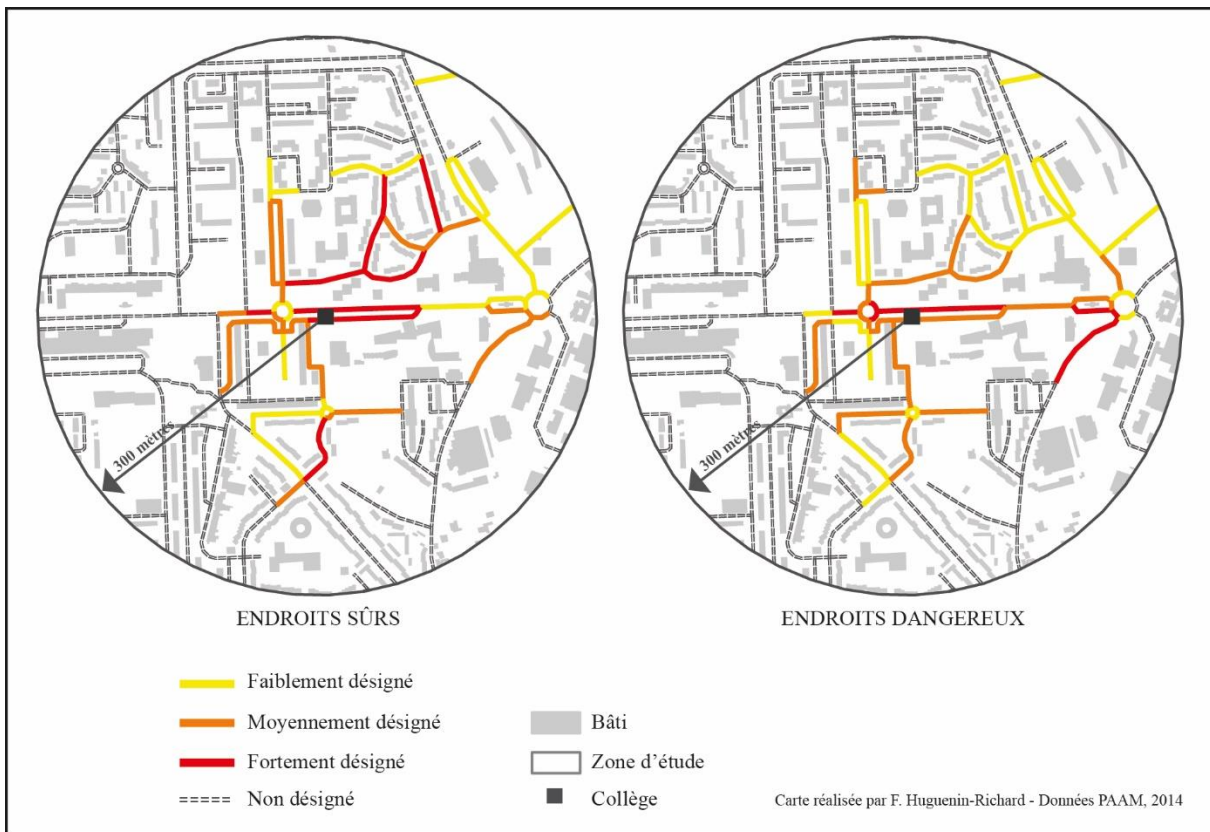 300 mètres
300 mètres
ENDROITS SÛRS
ENDROITS DANGEREUX
Faiblement désigné
Moyennement désigné
Fortement désigné
Non désigné
Bâti
Zone d'étude
Collège
Carte réalisée par F. Huguenin-Richard - Données PAAM, 2014